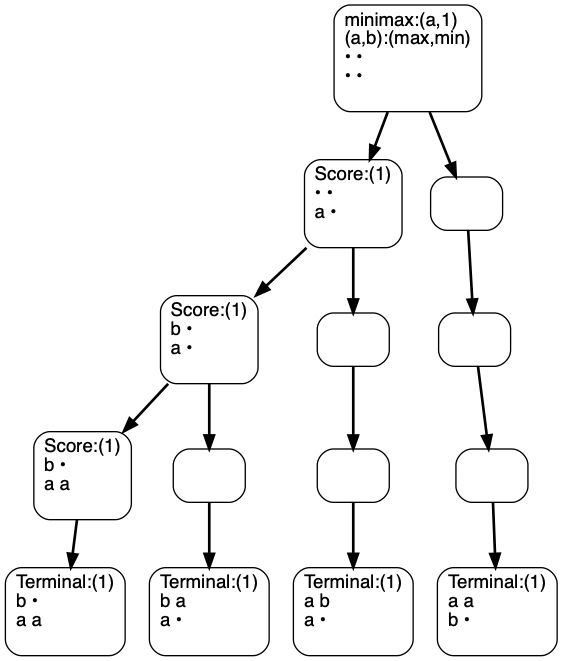 minimax:(a,1)
(a,b):(max,min)
• •
• •
Score:(1)
• •
a •
Score:(1)
b •
a •
Score:(1)
b •
a a
Terminal:(1)
b •
a a
Terminal:(1)
b a
a •
Terminal:(1)
a b
a •
Terminal:(1)
a a
b •